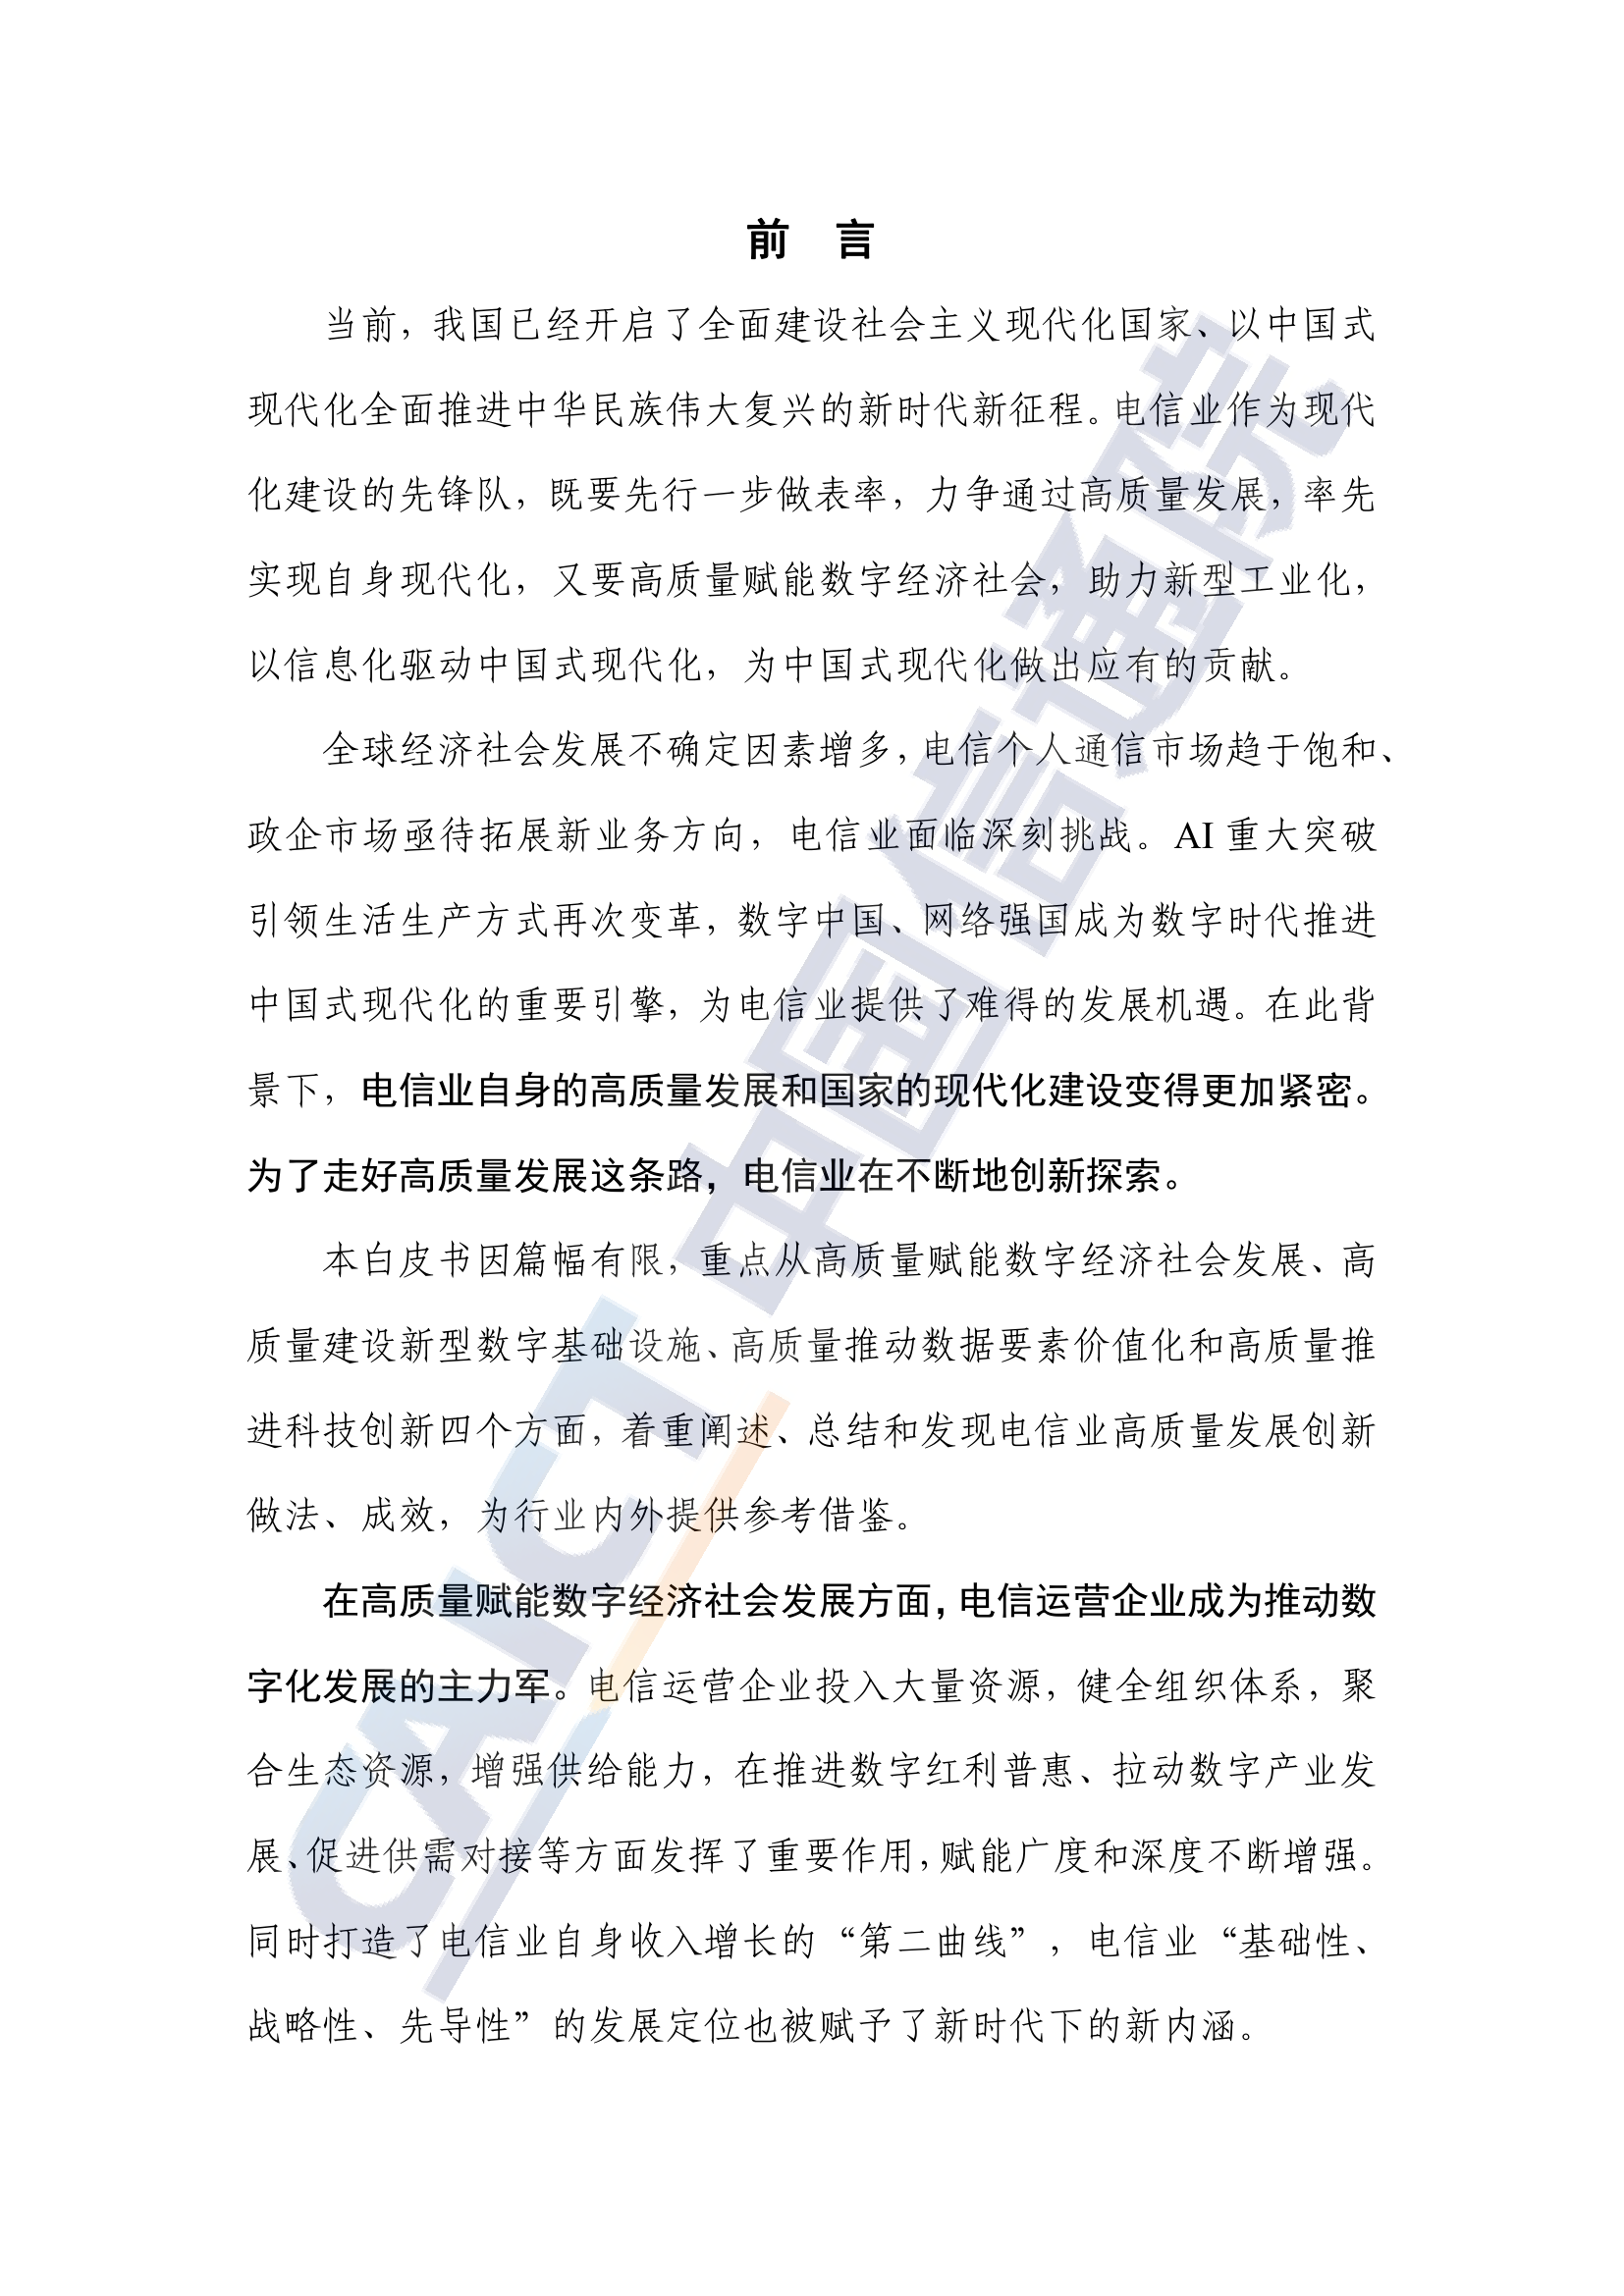 前 言
当前，我国已经开启了全面建设社会主义现代化国家、以中国式
现代化全面推进中华民族伟大复兴的新时代新征程。电信业作为现代
化建设的先锋队，既要先行一步做表率，力争通过高质量发展，率先
实现自身现代化，又要高质量赋能数字经济社会，助力新型工业化，
以信息化驱动中国式现代化，为中国式现代化做出应有的贡献。
全球经济社会发展不确定因素增多，电信个人通信市场趋于饱和、
政企市场亟待拓展新业务方向，电信业面临深刻挑战。AI 重大突破
引领生活生产方式再次变革，数字中国、网络强国成为数字时代推进
中国式现代化的重要引擎，为电信业提供了难得的发展机遇。在此背
景下，电信业自身的高质量发展和国家的现代化建设变得更加紧密。
为了走好高质量发展这条路，电信业在不断地创新探索。
本白皮书因篇幅有限，重点从高质量赋能数字经济社会发展、高
质量建设新型数字基础设施、高质量推动数据要素价值化和高质量推
进科技创新四个方面，着重阐述、总结和发现电信业高质量发展创新
做法、成效，为行业内外提供参考借鉴。
在高质量赋能数字经济社会发展方面，电信运营企业成为推动数
字化发展的主力军。电信运营企业投入大量资源，健全组织体系，聚
合生态资源，增强供给能力，在推进数字红利普惠、拉动数字产业发
展、促进供需对接等方面发挥了重要作用，赋能广度和深度不断增强。
同时打造了电信业自身收入增长的“第二曲线”，电信业“基础性、
战略性、先导性”的发展定位也被赋予了新时代下的新内涵。
CAICT 中国信通院